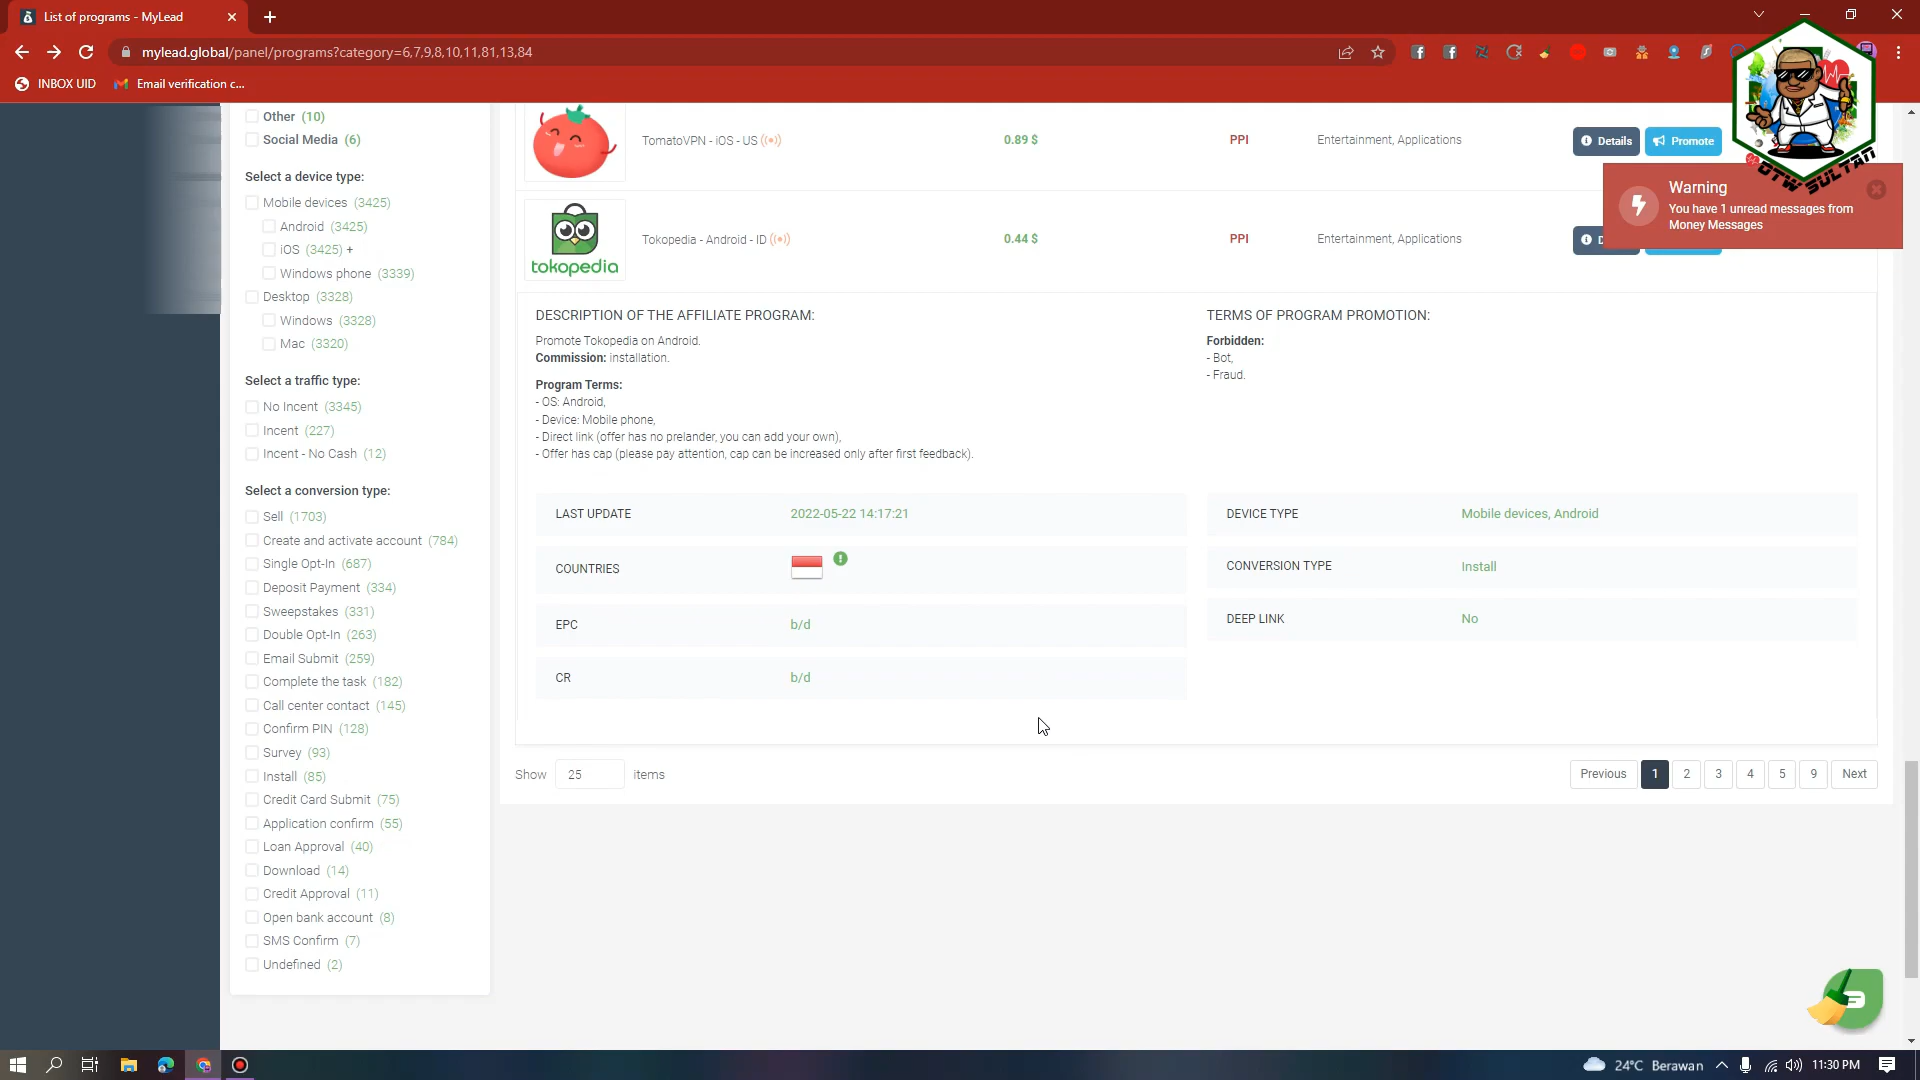 List of programs - MyLead
mylead.global/panel/programs?category=6,7,9,8,10,11,81,13,84
INBOX UID
Email verification c...
Other (10)
Social Media (6)
Select a device type:
Mobile devices (3425)
Android (3425)
iOS (3425) +
Windows phone (3339)
Desktop (3328)
Windows (3328)
Mac (3320)
Select a traffic type:
No Incent (3345)
Incent (227)
Incent - No Cash (12)
Select a conversion type:
Sell (1703)
Create and activate account (784)
Single Opt-In (687)
Deposit Payment (334)
Sweepstakes (331)
Double Opt-In (263)
Email Submit (259)
Complete the task (182)
Call center contact (145)
Confirm PIN (128)
Survey (93)
Install (85)
Credit Card Submit (75)
Application confirm (55)
Loan Approval (40)
Download (14)
Credit Approval (11)
Open bank account (8)
SMS Confirm (7)
Undefined (2)
TomatoVPN - iOS - US
0.89 $
PPI
Entertainment, Applications
Details
Promote
OTW SULTAN
Warning
You have 1 unread messages from
Money Messages
tokopedia
Tokopedia - Android - ID
0.44 $
PPI
Entertainment, Applications
DESCRIPTION OF THE AFFILIATE PROGRAM:
Promote Tokopedia on Android.
Commission: installation.
Program Terms:
- OS: Android,
- Device: Mobile phone,
- Direct link (offer has no prelander, you can add your own),
- Offer has cap (please pay attention, cap can be increased only after first feedback).
TERMS OF PROGRAM PROMOTION:
Forbidden:
- Bot,
- Fraud.
LAST UPDATE
2022-05-22 14:17:21
COUNTRIES
EPC
b/d
CR
b/d
DEVICE TYPE
Mobile devices, Android
CONVERSION TYPE
Install
DEEP LINK
No
Show 25 items
Previous 1 2 3 4 5 9 Next
24°C Berawan
11:30 PM